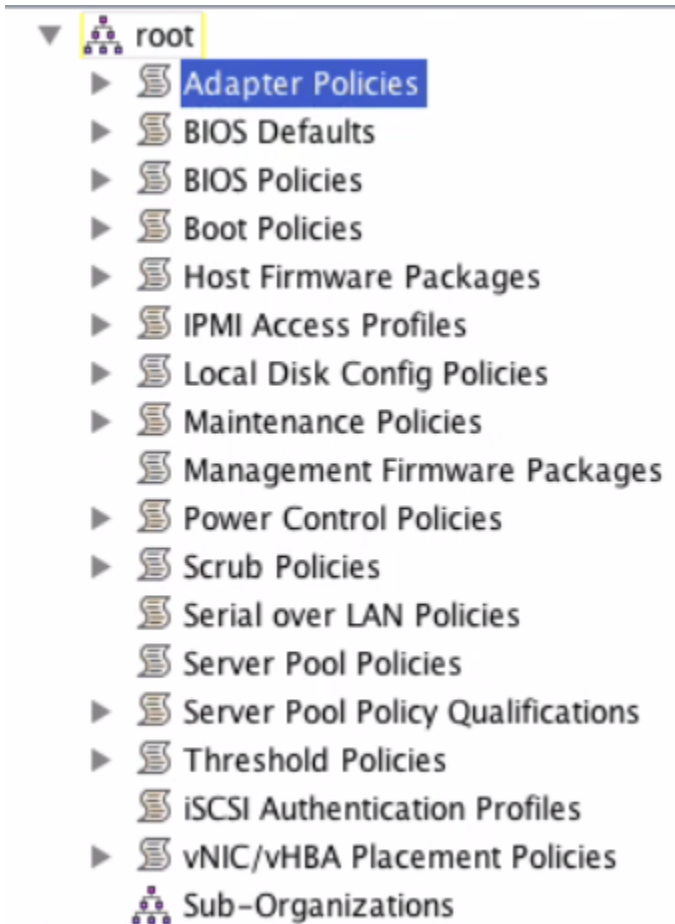 root
Adapter Policies
BIOS Defaults
BIOS Policies
Boot Policies
Host Firmware Packages
IPMI Access Profiles
Local Disk Config Policies
Maintenance Policies
Management Firmware Packages
Power Control Policies
Scrub Policies
Serial over LAN Policies
Server Pool Policies
Server Pool Policy Qualifications
Threshold Policies
iSCSI Authentication Profiles
vNIC/vHBA Placement Policies
Sub-Organizations